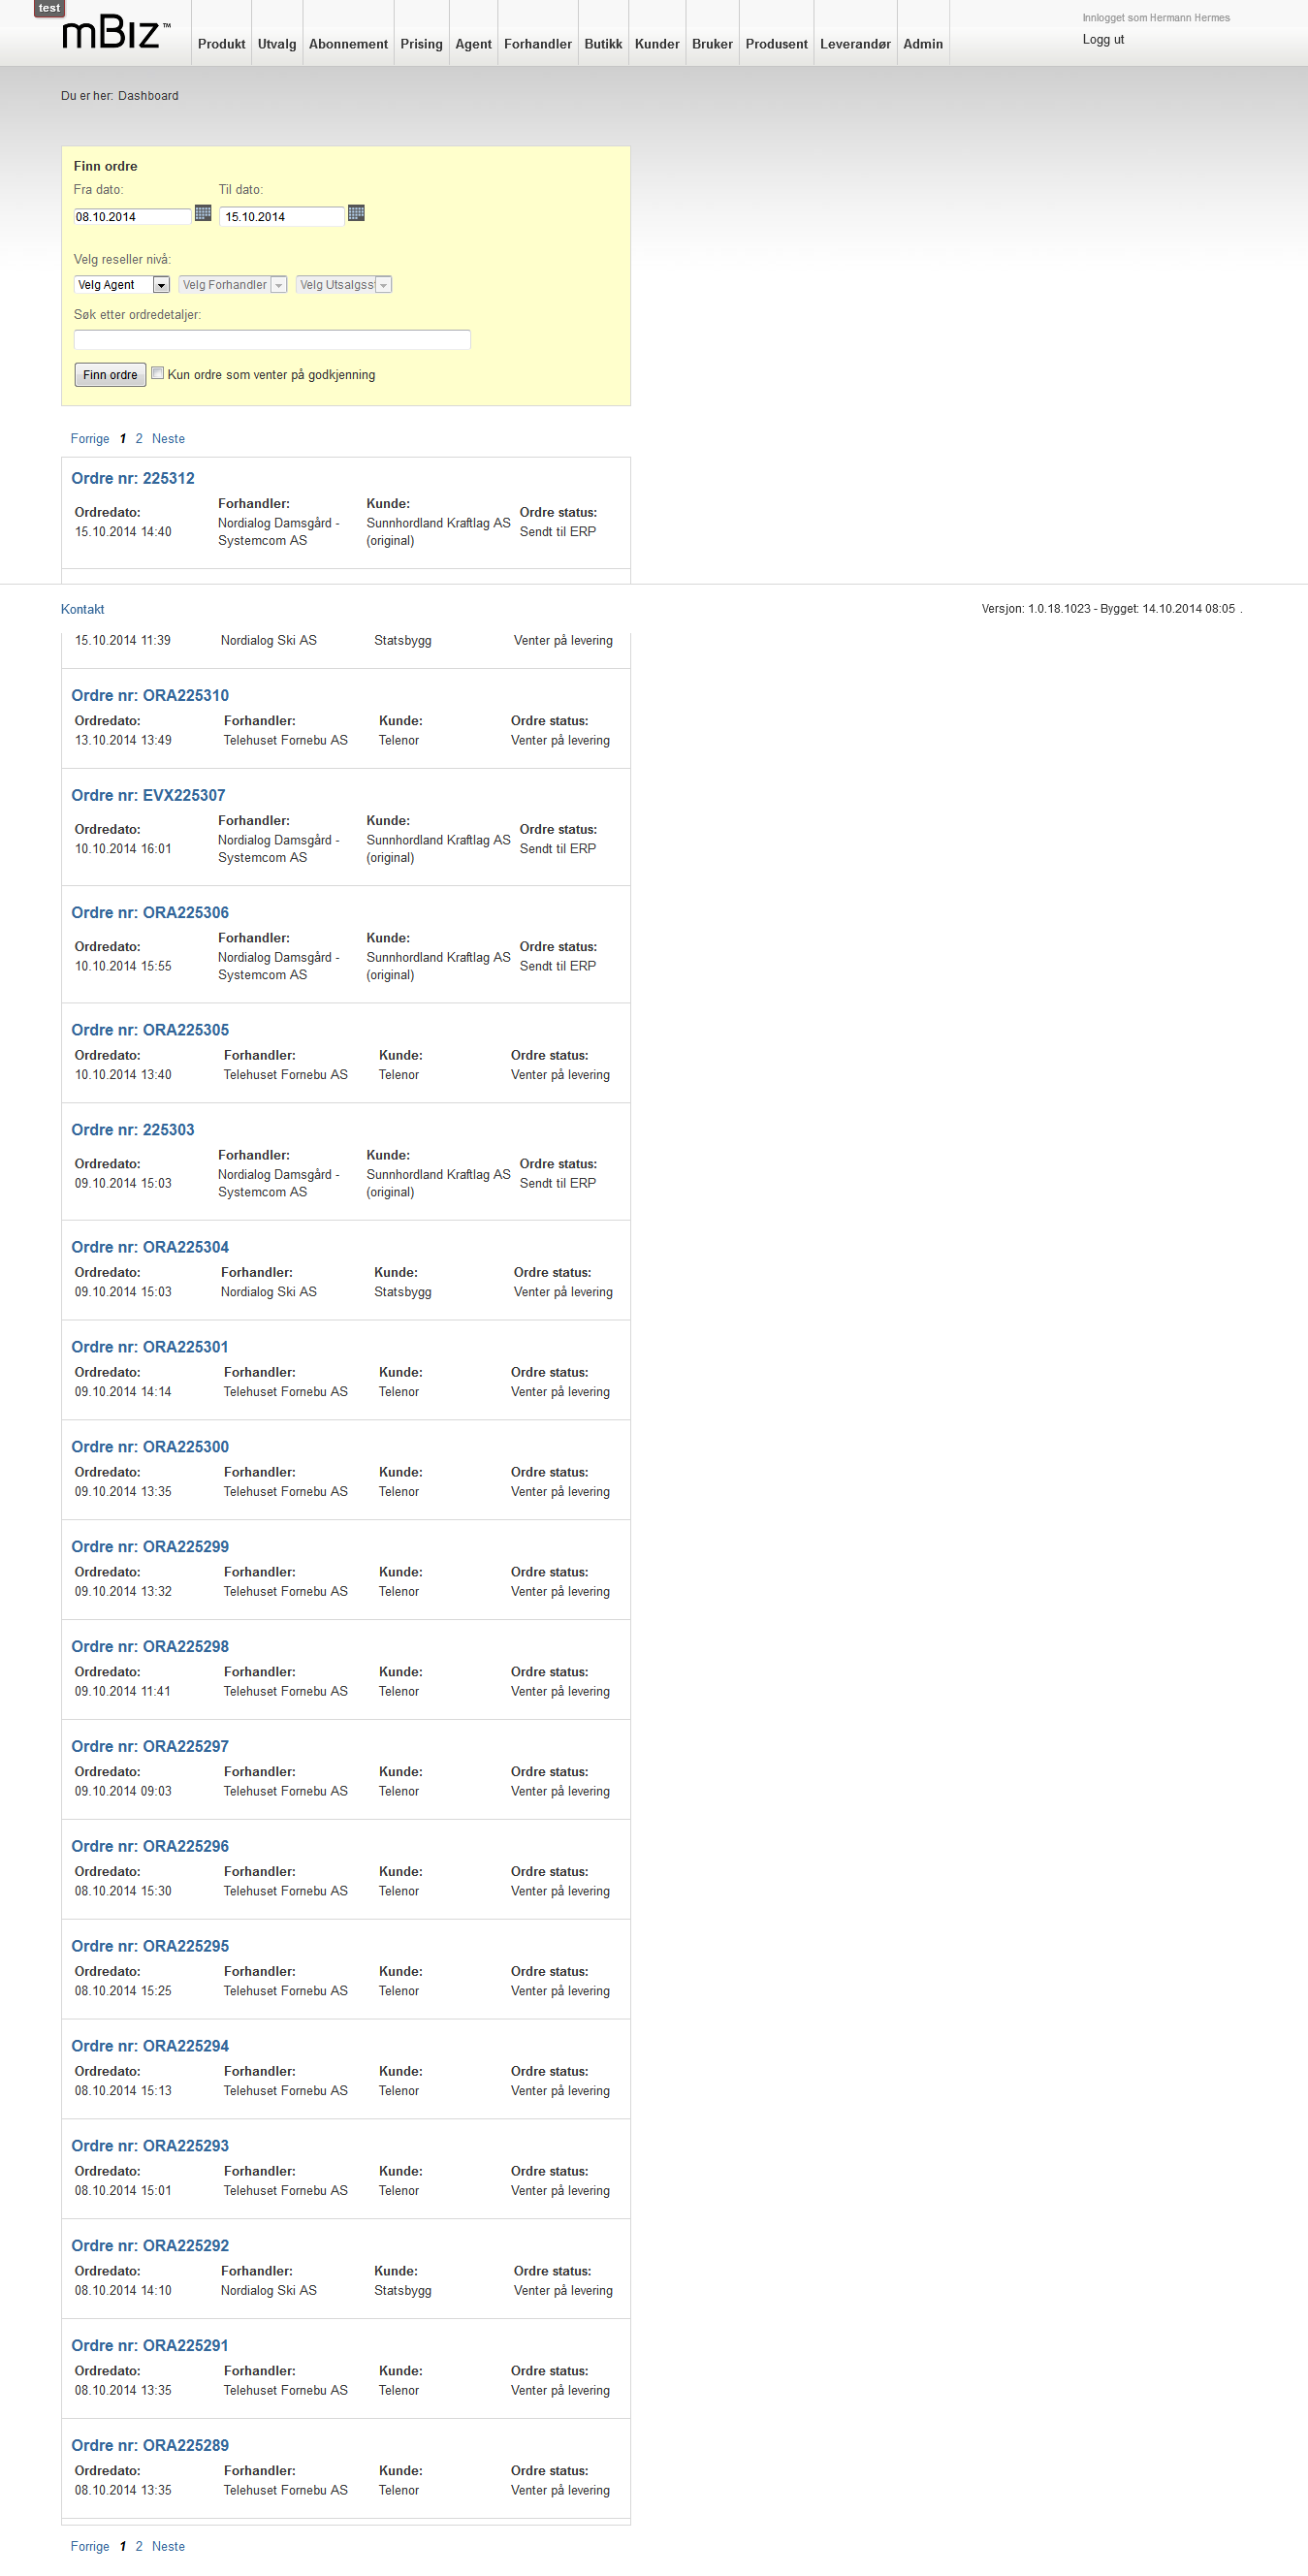 test
mBiz™
Produkt Utvalg Abonnement Prising Agent Forhandler Butikk Kunder Bruker Produsent Leverandør Admin
Innlogget som Hermann Hermes
Logg ut
Du er her: Dashboard
Finn ordre
Fra dato: Til dato:
08.10.2014 15.10.2014
Velg reseller nivå:
Velg Agent Velg Forhandler Velg Utsalgsst
Søk etter ordredetaljer:
Finn ordre Kun ordre som venter på godkjenning
Forrige 1 2 Neste
Ordre nr: 225312
Ordredato: Forhandler: Kunde: Ordre status:
15.10.2014 14:40 Nordialog Damsgård - Sunnhordland Kraftlag AS Sendt til ERP
Systemcom AS (original)
Kontakt Versjon: 1.0.18.1023 - Bygget: 14.10.2014 08:05 .
15.10.2014 11:39 Nordialog Ski AS Statsbygg Venter på levering
Ordre nr: ORA225310
Ordredato: Forhandler: Kunde: Ordre status:
13.10.2014 13:49 Telehuset Fornebu AS Telenor Venter på levering
Ordre nr: EVX225307
Ordredato: Forhandler: Kunde: Ordre status:
10.10.2014 16:01 Nordialog Damsgård - Sunnhordland Kraftlag AS Sendt til ERP
Systemcom AS (original)
Ordre nr: ORA225306
Ordredato: Forhandler: Kunde: Ordre status:
10.10.2014 15:55 Nordialog Damsgård - Sunnhordland Kraftlag AS Sendt til ERP
Systemcom AS (original)
Ordre nr: ORA225305
Ordredato: Forhandler: Kunde: Ordre status:
10.10.2014 13:40 Telehuset Fornebu AS Telenor Venter på levering
Ordre nr: 225303
Ordredato: Forhandler: Kunde: Ordre status:
09.10.2014 15:03 Nordialog Damsgård - Sunnhordland Kraftlag AS Sendt til ERP
Systemcom AS (original)
Ordre nr: ORA225304
Ordredato: Forhandler: Kunde: Ordre status:
09.10.2014 15:03 Nordialog Ski AS Statsbygg Venter på levering
Ordre nr: ORA225301
Ordredato: Forhandler: Kunde: Ordre status:
09.10.2014 14:14 Telehuset Fornebu AS Telenor Venter på levering
Ordre nr: ORA225300
Ordredato: Forhandler: Kunde: Ordre status:
09.10.2014 13:35 Telehuset Fornebu AS Telenor Venter på levering
Ordre nr: ORA225299
Ordredato: Forhandler: Kunde: Ordre status:
09.10.2014 13:32 Telehuset Fornebu AS Telenor Venter på levering
Ordre nr: ORA225298
Ordredato: Forhandler: Kunde: Ordre status:
09.10.2014 11:41 Telehuset Fornebu AS Telenor Venter på levering
Ordre nr: ORA225297
Ordredato: Forhandler: Kunde: Ordre status:
09.10.2014 09:03 Telehuset Fornebu AS Telenor Venter på levering
Ordre nr: ORA225296
Ordredato: Forhandler: Kunde: Ordre status:
08.10.2014 15:30 Telehuset Fornebu AS Telenor Venter på levering
Ordre nr: ORA225295
Ordredato: Forhandler: Kunde: Ordre status:
08.10.2014 15:25 Telehuset Fornebu AS Telenor Venter på levering
Ordre nr: ORA225294
Ordredato: Forhandler: Kunde: Ordre status:
08.10.2014 15:13 Telehuset Fornebu AS Telenor Venter på levering
Ordre nr: ORA225293
Ordredato: Forhandler: Kunde: Ordre status:
08.10.2014 15:01 Telehuset Fornebu AS Telenor Venter på levering
Ordre nr: ORA225292
Ordredato: Forhandler: Kunde: Ordre status:
08.10.2014 14:10 Nordialog Ski AS Statsbygg Venter på levering
Ordre nr: ORA225291
Ordredato: Forhandler: Kunde: Ordre status:
08.10.2014 13:35 Telehuset Fornebu AS Telenor Venter på levering
Ordre nr: ORA225289
Ordredato: Forhandler: Kunde: Ordre status:
08.10.2014 13:35 Telehuset Fornebu AS Telenor Venter på levering
Forrige 1 2 Neste